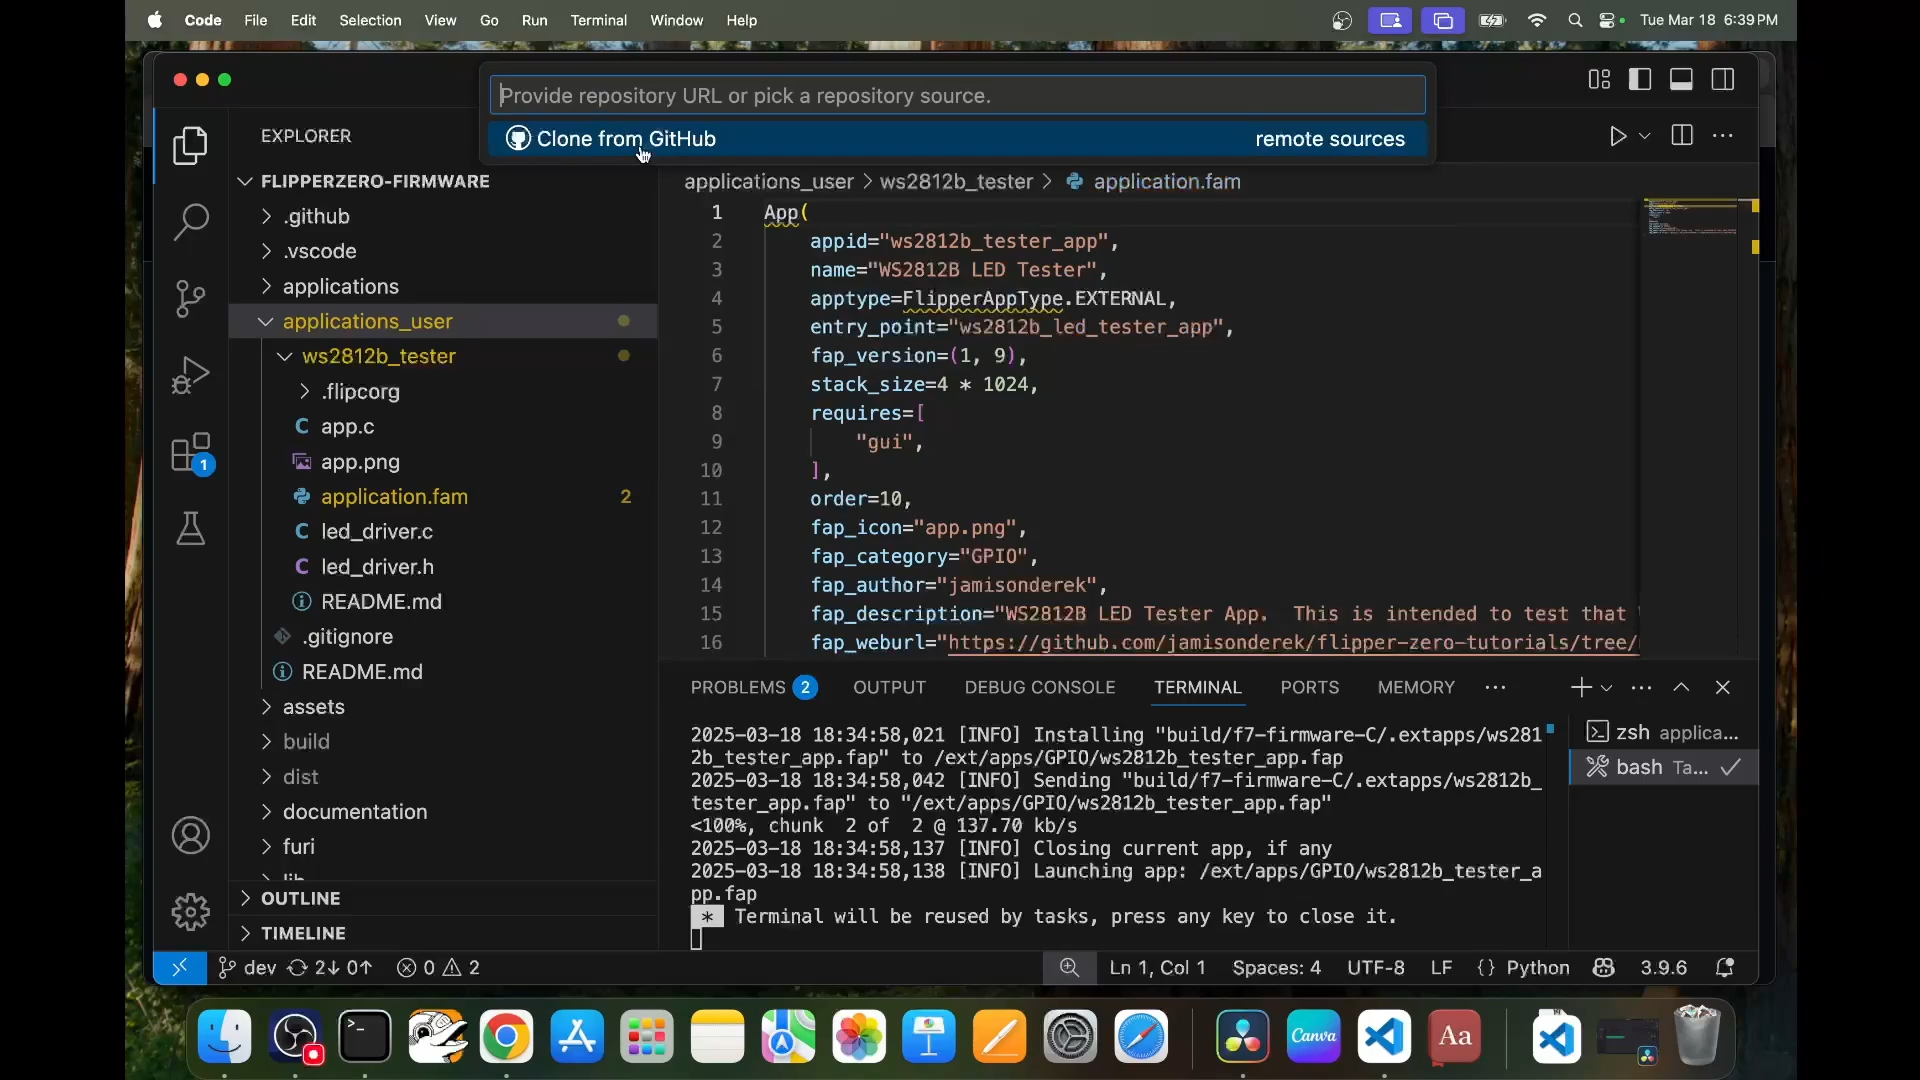 Code File Edit Selection View Go Run Terminal Window Help Tue Mar 18 6:39 PM
Provide repository URL or pick a repository source.
Clone from GitHub remote sources
EXPLORER
FLIPPERZERO-FIRMWARE
.github
.vscode
applications
applications_user
ws2812b_tester
.flipcorg
app.c
app.png
application.fam 2
led_driver.c
led_driver.h
README.md
.gitignore
README.md
assets
build
dist
documentation
furi
OUTLINE
TIMELINE
1
applications_user > ws2812b_tester > application.fam
1 App(
2 appid="ws2812b_tester_app",
3 name="WS2812B LED Tester",
4 apptype=FlipperAppType.EXTERNAL,
5 entry_point="ws2812b_led_tester_app",
6 fap_version=(1, 9),
7 stack_size=4 * 1024,
8 requires=[
9 "gui",
10 ],
11 order=10,
12 fap_icon="app.png",
13 fap_category="GPIO",
14 fap_author="jamisonderek",
15 fap_description="WS2812B LED Tester App.  This is intended to test that
16 fap_weburl="https://github.com/jamisonderek/flipper-zero-tutorials/tree/
PROBLEMS 2 OUTPUT DEBUG CONSOLE TERMINAL PORTS MEMORY
2025-03-18 18:34:58,021 [INFO] Installing "build/f7-firmware-C/.extapps/ws281
2b_tester_app.fap" to /ext/apps/GPIO/ws2812b_tester_app.fap
2025-03-18 18:34:58,042 [INFO] Sending "build/f7-firmware-C/.extapps/ws2812b_
tester_app.fap" to "/ext/apps/GPIO/ws2812b_tester_app.fap"
<100%, chunk  2 of  2 @ 137.70 kb/s
2025-03-18 18:34:58,137 [INFO] Closing current app, if any
2025-03-18 18:34:58,138 [INFO] Launching app: /ext/apps/GPIO/ws2812b_tester_a
pp.fap
* Terminal will be reused by tasks, press any key to close it.
zsh applica...
bash Ta...
dev 2↓ 0↑ 0 2 Ln 1, Col 1 Spaces: 4 UTF-8 LF {} Python 3.9.6
Canva
Aa